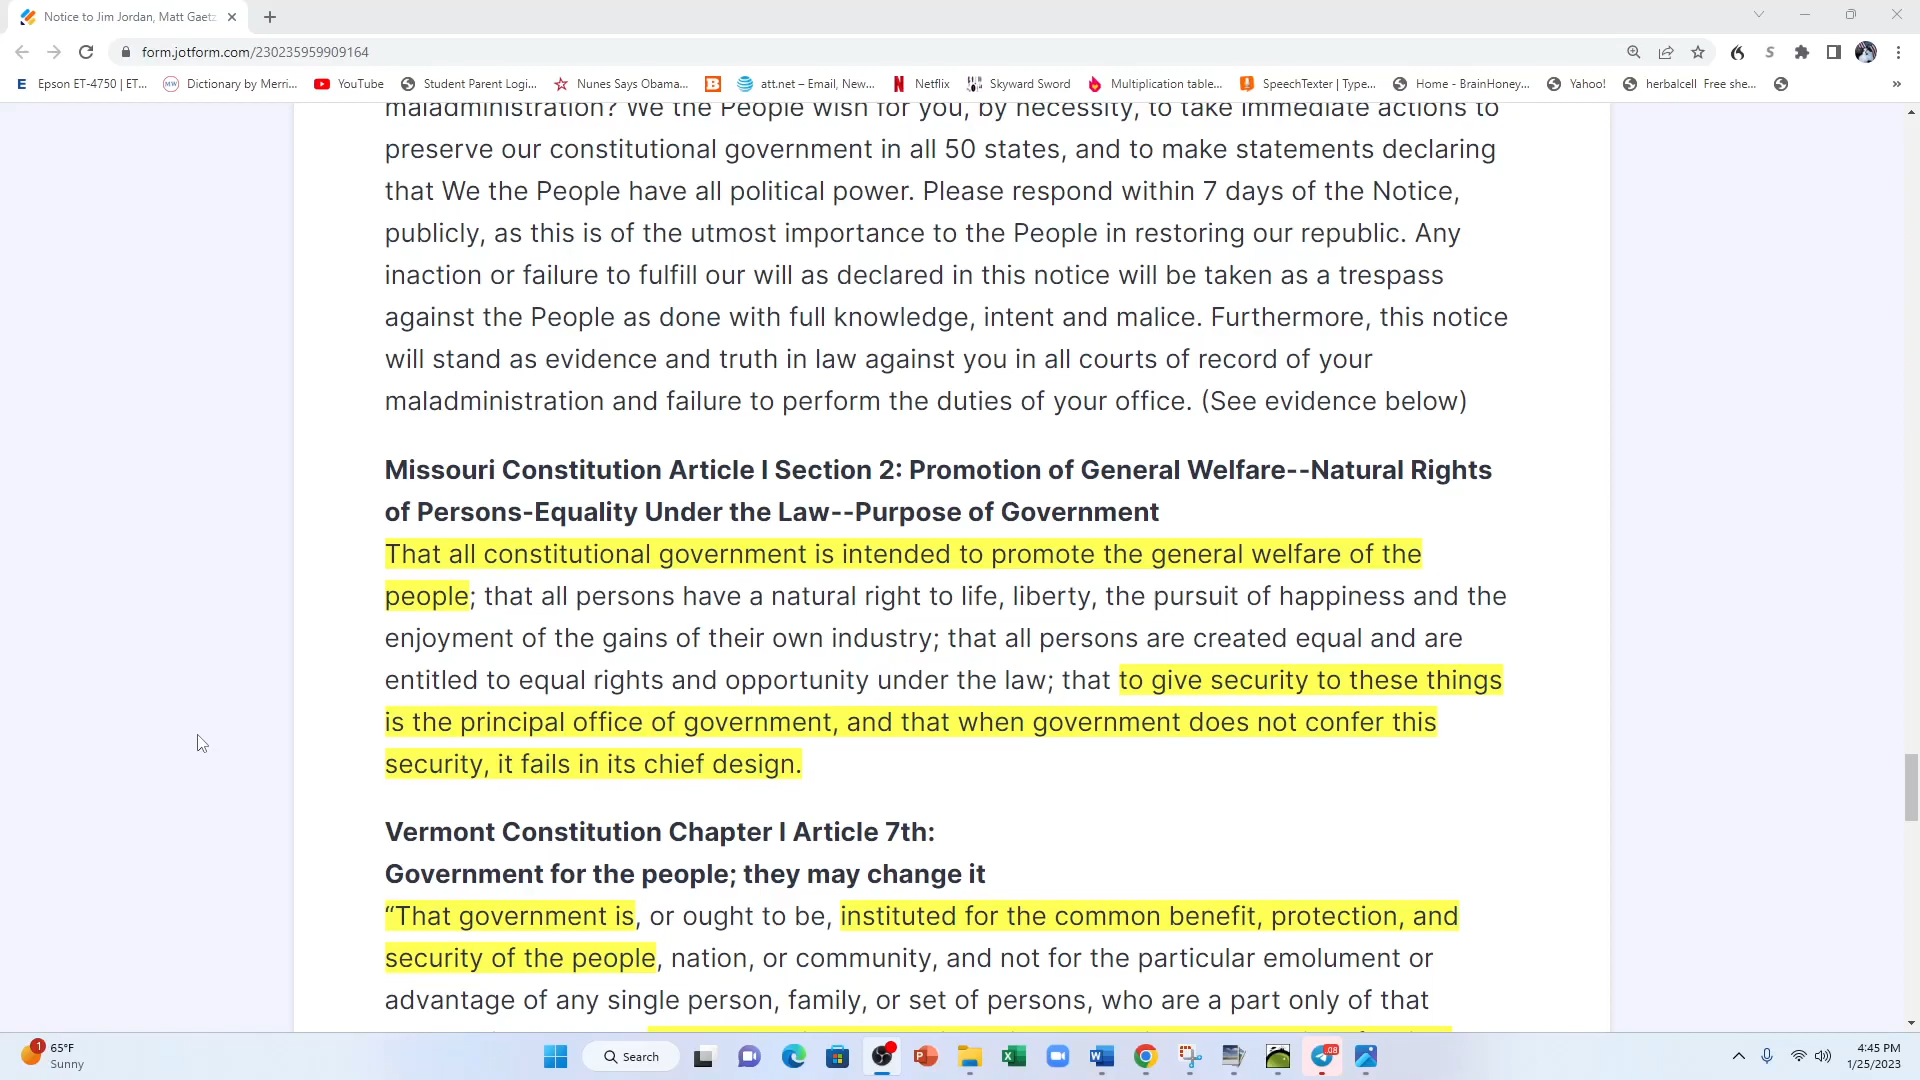 Notice to Jim Jordan, Matt Gaetz
form.jotform.com/230235959909164
Epson ET-4750 | ET...
Dictionary by Merri...
YouTube
Student Parent Logi...
Nunes Says Obama...
att.net – Email, New...
Netflix
Skyward Sword
Multiplication table...
SpeechTexter | Type...
Home - BrainHoney...
Yahoo!
herbalcell Free she...
maladministration? We the People wish for you, by necessity, to take immediate actions to
preserve our constitutional government in all 50 states, and to make statements declaring
that We the People have all political power. Please respond within 7 days of the Notice,
publicly, as this is of the utmost importance to the People in restoring our republic. Any
inaction or failure to fulfill our will as declared in this notice will be taken as a trespass
against the People as done with full knowledge, intent and malice. Furthermore, this notice
will stand as evidence and truth in law against you in all courts of record of your
maladministration and failure to perform the duties of your office. (See evidence below)
Missouri Constitution Article I Section 2: Promotion of General Welfare--Natural Rights
of Persons-Equality Under the Law--Purpose of Government
That all constitutional government is intended to promote the general welfare of the
people; that all persons have a natural right to life, liberty, the pursuit of happiness and the
enjoyment of the gains of their own industry; that all persons are created equal and are
entitled to equal rights and opportunity under the law; that to give security to these things
is the principal office of government, and that when government does not confer this
security, it fails in its chief design.
Vermont Constitution Chapter I Article 7th:
Government for the people; they may change it
“That government is, or ought to be, instituted for the common benefit, protection, and
security of the people, nation, or community, and not for the particular emolument or
advantage of any single person, family, or set of persons, who are a part only of that
1
65°F
Sunny
Search
4:45 PM
1/25/2023